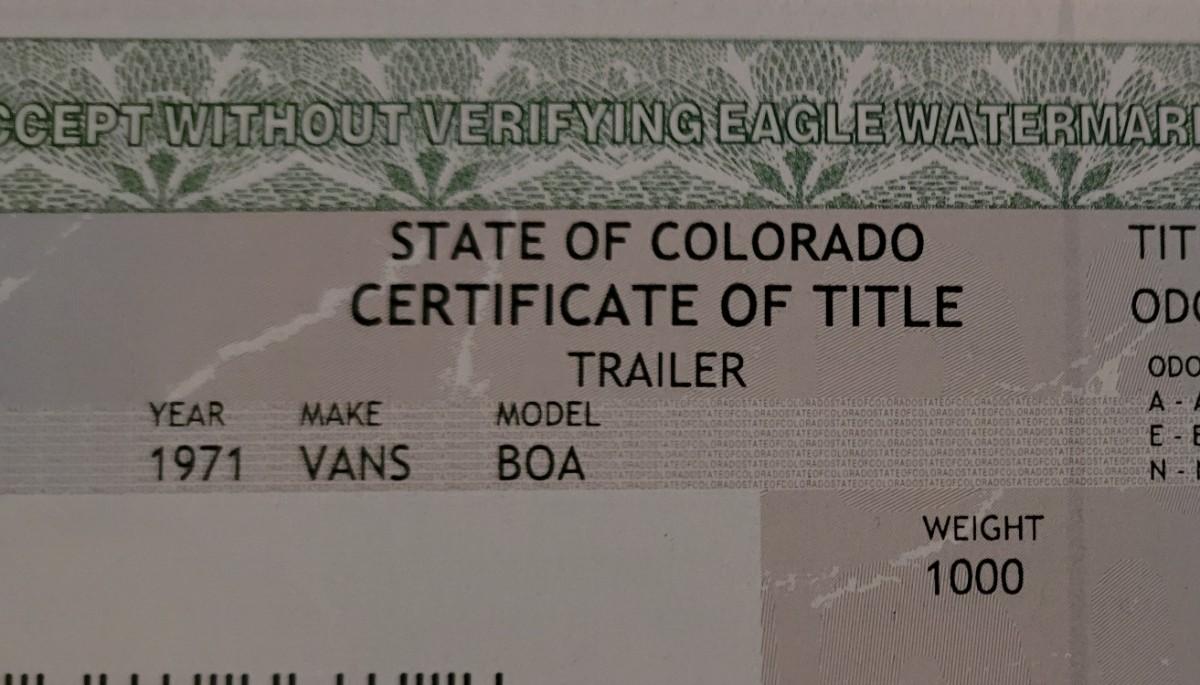 CCEPT WITHOUT VERIFYING EAGLE WATERMAR
STATE OF COLORADO
CERTIFICATE OF TITLE
TRAILER
YEAR MAKE MODEL
1971 VANS BOA
WEIGHT
1000
TIT
ODO
ODO
A - A
E - E
N -